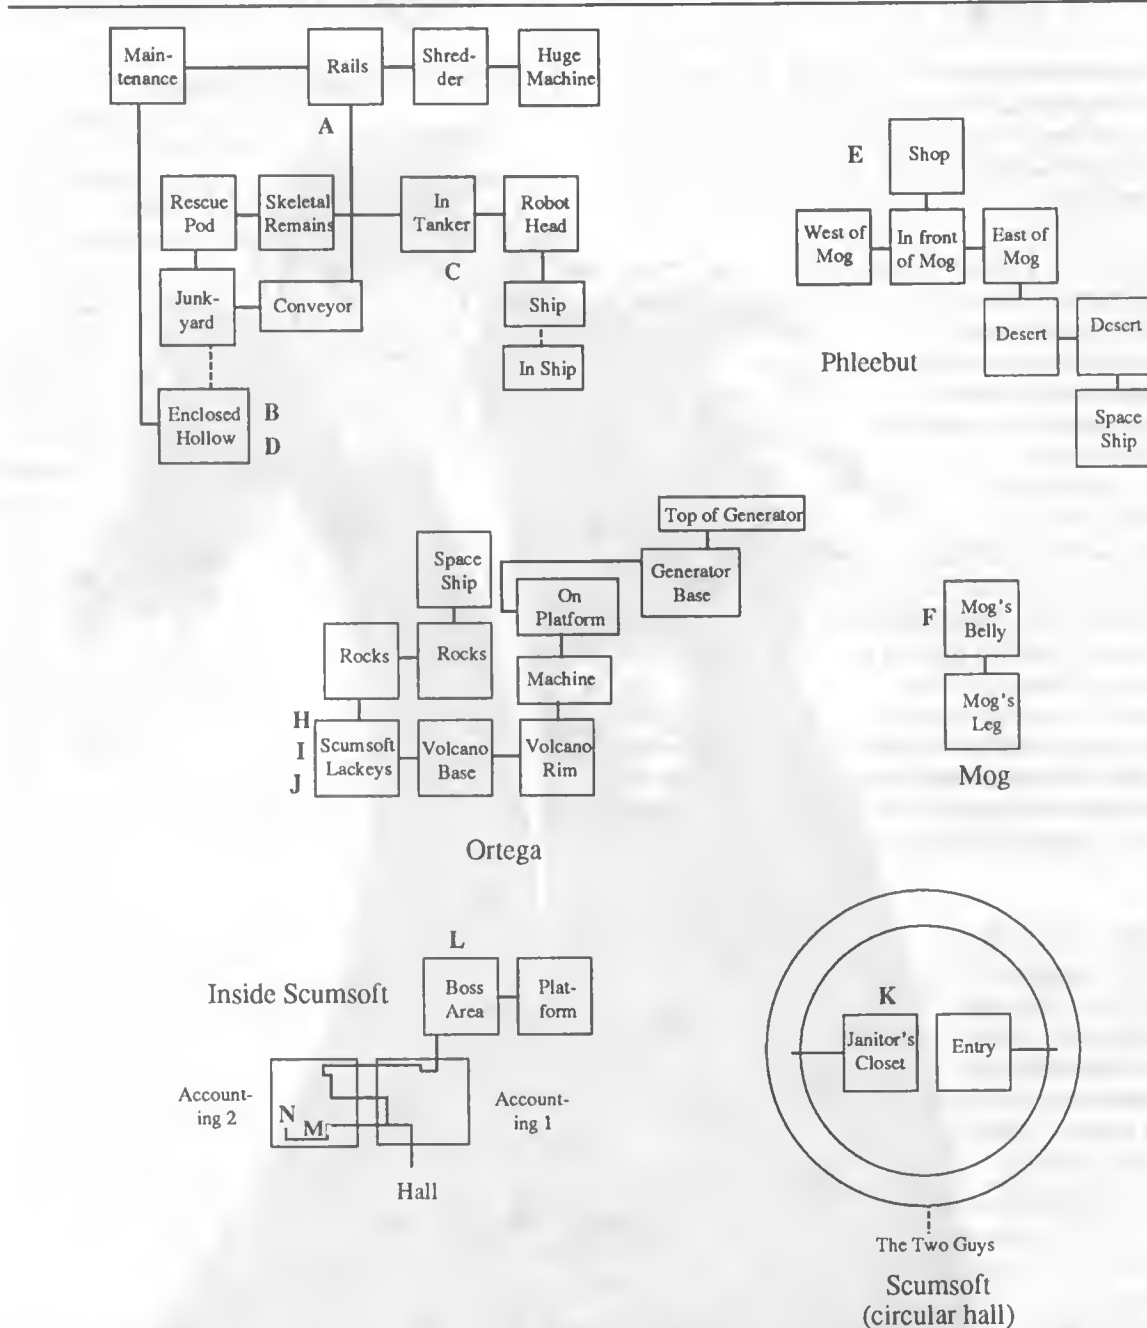 Main-
tenance
Rails
Shred-
der
Huge
Machine
A
Rescue
Pod
Skeletal
Remains
In
Tanker
Robot
Head
C
Junk-
yard
Conveyor
Ship
In Ship
Enclosed
Hollow
B
D
E
Shop
West of
Mog
In front
of Mog
East of
Mog
Desert
Desert
Phleebut
Space
Ship
Top of Generator
Space
Ship
On
Platform
Generator
Base
Rocks
Rocks
Machine
H
I
J
Scumsoft
Lackeys
Volcano
Base
Volcano
Rim
Ortega
F
Mog's
Belly
Mog's
Leg
Mog
L
Inside Scumsoft
Boss
Area
Plat-
form
Account-
ing 2
N
M
Account-
ing 1
Hall
K
Janitor's
Closet
Entry
The Two Guys
Scumsoft
(circular hall)